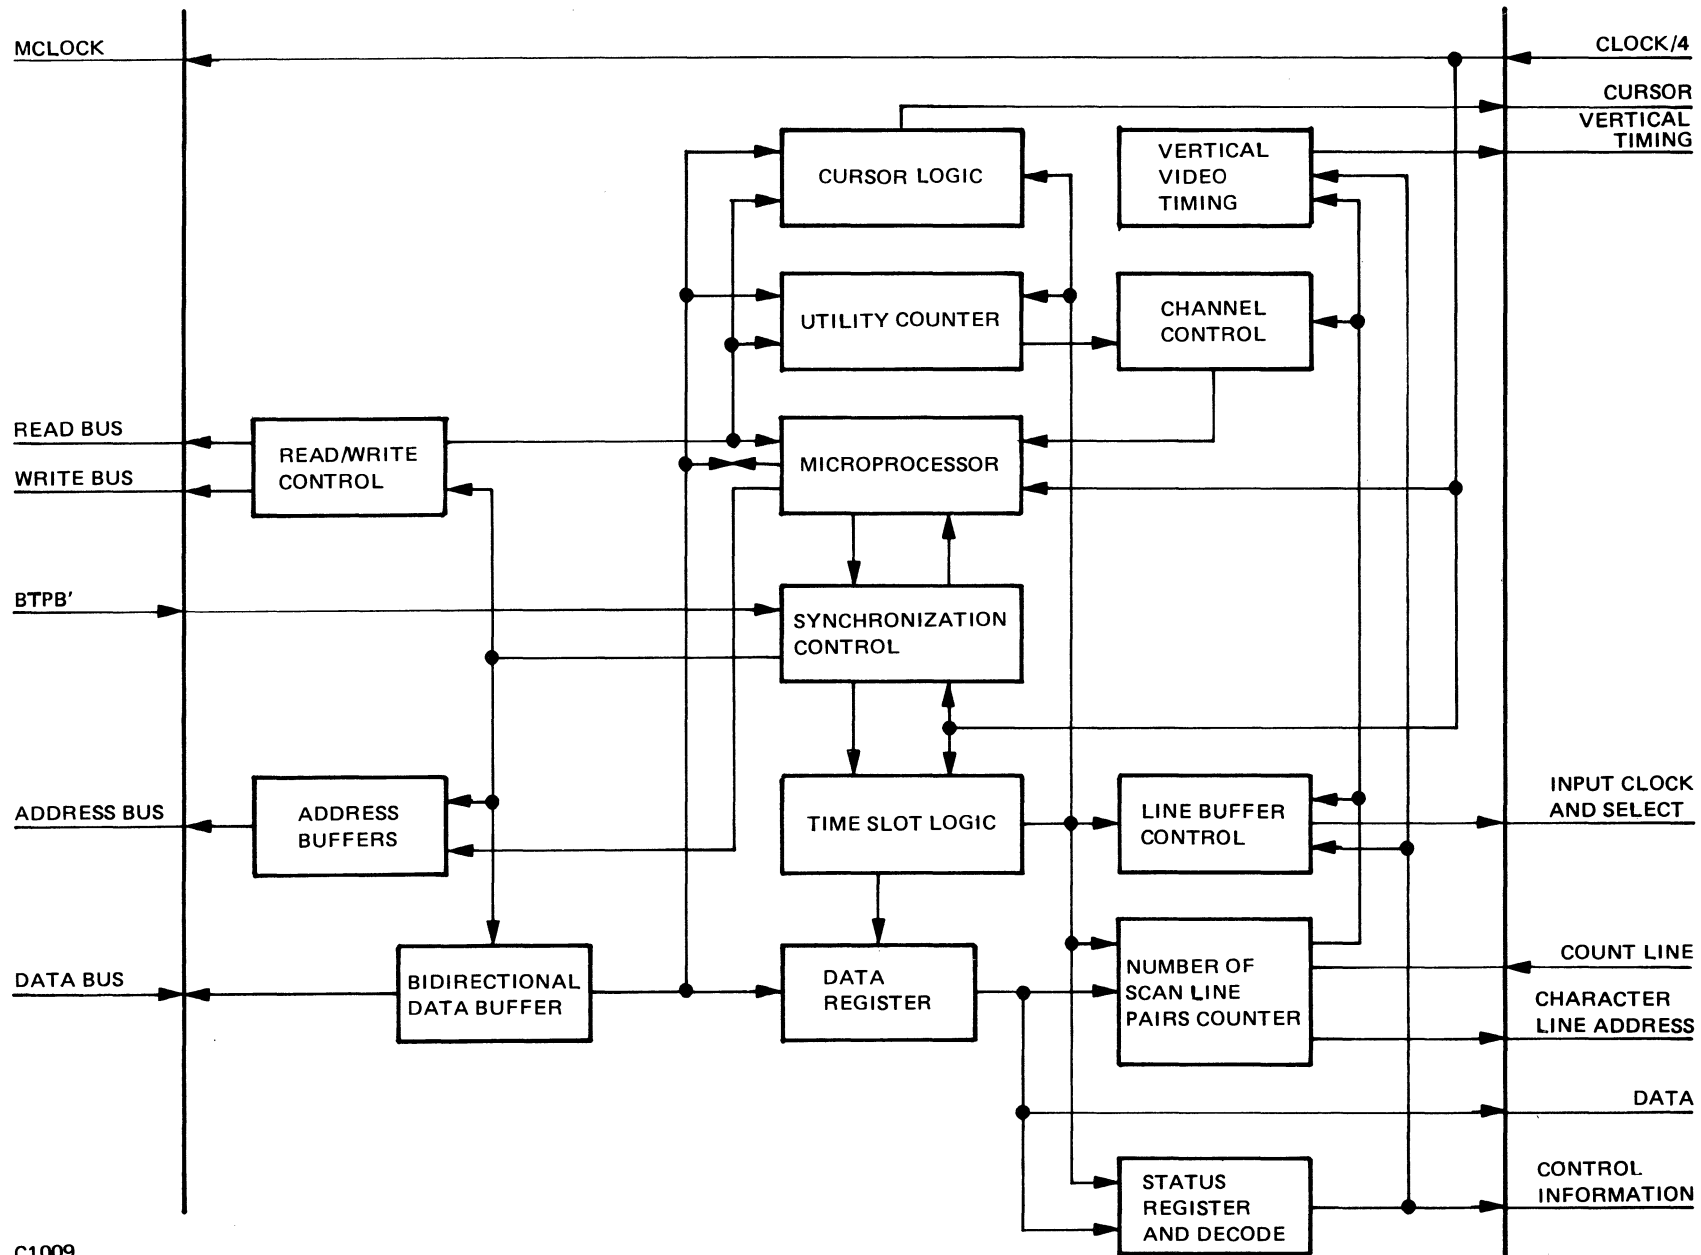 MCLOCK
CLOCK/4
CURSOR
VERTICAL
TIMING
CURSOR LOGIC
VERTICAL
VIDEO
TIMING
UTILITY COUNTER
CHANNEL
CONTROL
READ BUS
WRITE BUS
READ/WRITE
CONTROL
MICROPROCESSOR
BTPB'
SYNCHRONIZATION
CONTROL
ADDRESS BUS
ADDRESS
BUFFERS
TIME SLOT LOGIC
LINE BUFFER
CONTROL
INPUT CLOCK
AND SELECT
DATA BUS
BIDIRECTIONAL
DATA BUFFER
DATA
REGISTER
NUMBER OF
SCAN LINE
PAIRS COUNTER
COUNT LINE
CHARACTER
LINE ADDRESS
DATA
STATUS
REGISTER
AND DECODE
CONTROL
INFORMATION
C1009